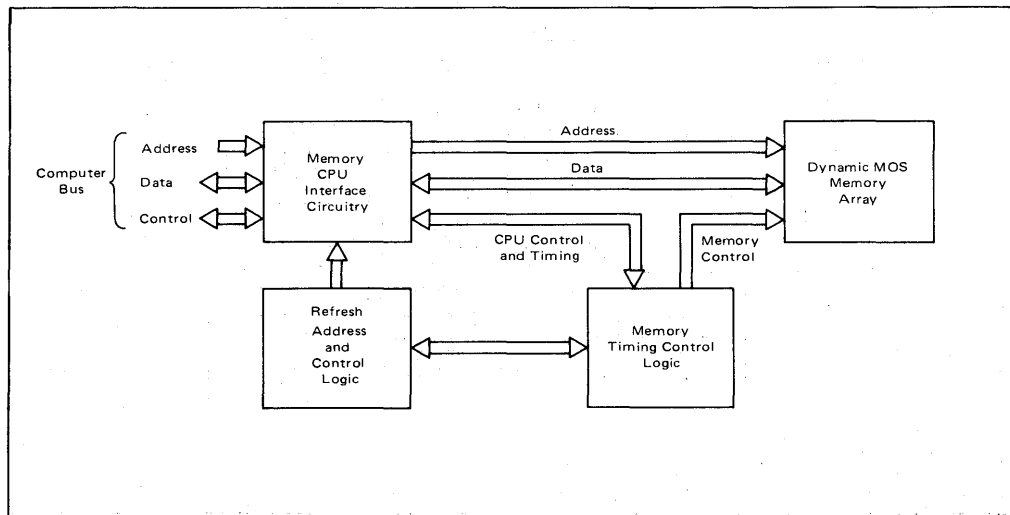 Computer
Bus
Address
Data
Control
Memory
CPU
Interface
Circuitry
Address
Data
CPU Control
and Timing
Memory
Control
Dynamic MOS
Memory
Array
Refresh
Address
and
Control
Logic
Memory
Timing Control
Logic